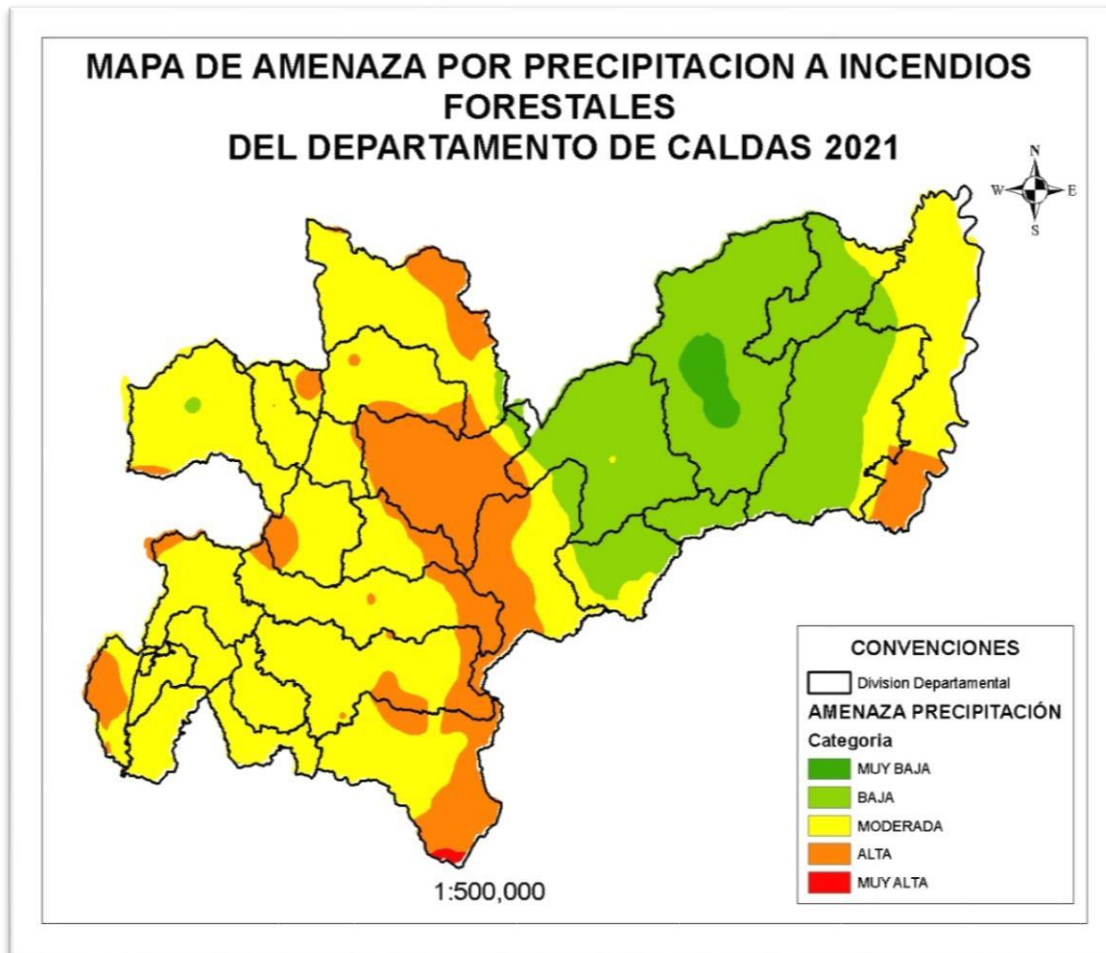 MAPA DE AMENAZA POR PRECIPITACION A INCENDIOS
FORESTALES
DEL DEPARTAMENTO DE CALDAS 2021
N
W E
S
1:500,000
CONVENCIONES
Division Departamental
AMENAZA PRECIPITACIÓN
Categoria
MUY BAJA
BAJA
MODERADA
ALTA
MUY ALTA